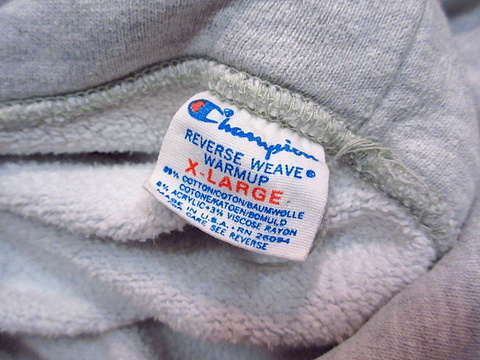 Champion
REVERSE WEAVE®
WARMUP
X-LARGE
COTTON/COTON/BAUMWOLLE
COTONE/KATOEN/BOMULD
ACRYLIC • 3% VISCOSE RAYON
MADE IN U.S.A. • RN 26094
CARE SEE REVERSE